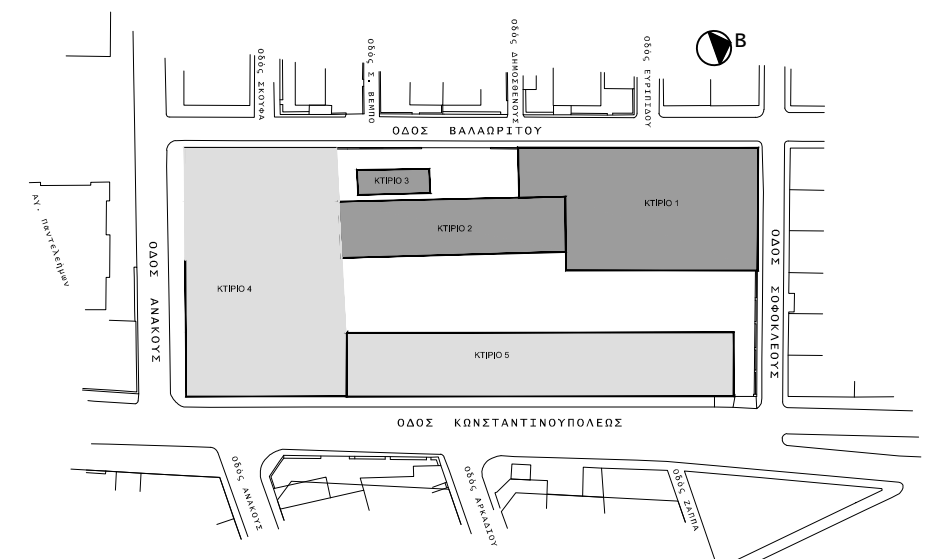 Β
οδός ΣΚΟΥΦΑ
οδός Σ. ΒΕΜΠΟ
οδός ΔΗΜΟΣΘΕΝΟΥΣ
οδός ΕΥΡΙΠΙΔΟΥ
ΟΔΟΣ ΒΑΛΑΩΡΙΤΟΥ
ΚΤΙΡΙΟ 3
ΚΤΙΡΙΟ 1
ΚΤΙΡΙΟ 2
ΑΥ. παντελεήμων
ΟΔΟΣ ΑΝΑΚΟΥΣ
ΚΤΙΡΙΟ 4
ΟΔΟΣ ΣΟΦΟΚΛΕΟΥΣ
ΚΤΙΡΙΟ 5
ΟΔΟΣ ΚΩΝΣΤΑΝΤΙΝΟΥΠΟΛΕΩΣ
οδός ΑΝΑΚΟΥΣ
οδός ΑΡΚΑΔΙΟΥ
οδός ΖΑΠΠΑ